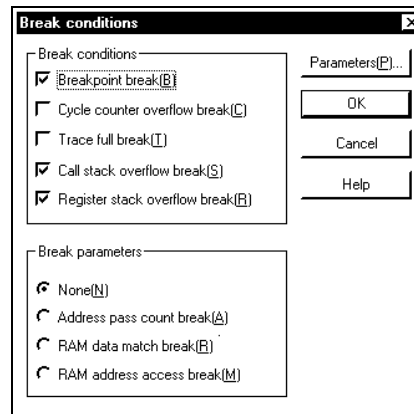 Break conditions
Break conditions
Breakpoint break(B)
Cycle counter overflow break(C)
Trace full break(T)
Call stack overflow break(S)
Register stack overflow break(R)
Parameters(P)...
OK
Cancel
Help
Break parameters
None(N)
Address pass count break(A)
RAM data match break(R)
RAM address access break(M)